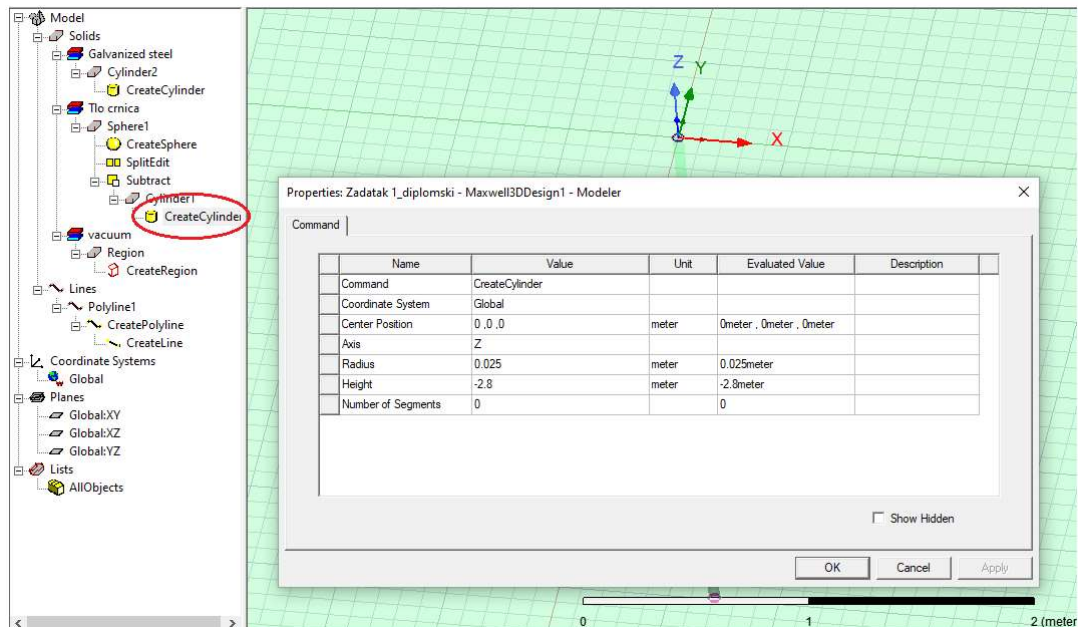 Model
Solids
Galvanized steel
Cylinder2
CreateCylinder
Tlo crnica
Sphere1
CreateSphere
SplitEdit
Subtract
Cylinder1
CreateCylinder
vacuum
Region
CreateRegion
Lines
Polyline1
CreatePolyline
CreateLine
Coordinate Systems
Global
Planes
Global:XY
Global:XZ
Global:YZ
Lists
AllObjects
Z Y
X
Properties: Zadatak 1_diplomski - Maxwell3DDesign1 - Modeler
Command
Name Value Unit Evaluated Value Description
Command CreateCylinder
Coordinate System Global
Center Position 0 ,0 ,0 meter 0meter , 0meter , 0meter
Axis Z
Radius 0.025 meter 0.025meter
Height -2.8 meter -2.8meter
Number of Segments 0 0
Show Hidden
OK Cancel Apply
0 1 2 (meter